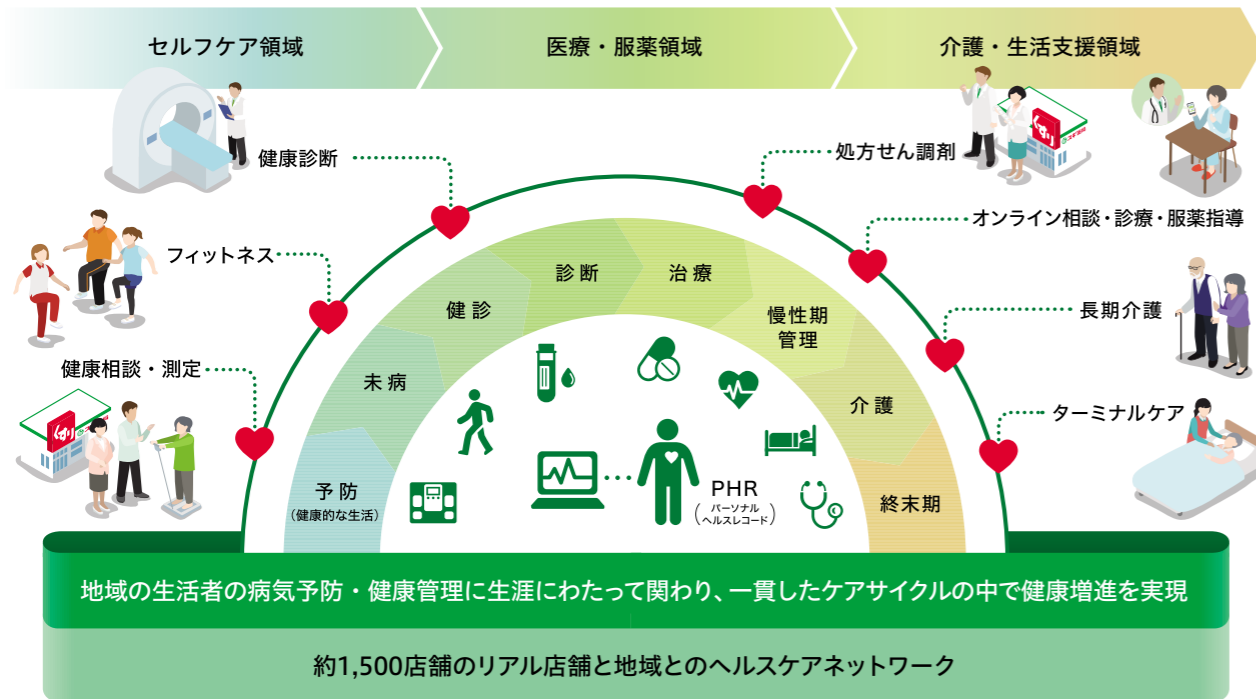 セルフケア領域
医療・服薬領域
介護・生活支援領域
健康診断
処方せん調剤
くすり
フィットネス
オンライン相談・診療・服薬指導
健康相談・測定
長期介護
くすり
ターミナルケア
予防
(健康的な生活)
未病
健診
診断
治療
慢性期
管理
介護
終末期
PHR
(パーソナル
ヘルスレコード)
地域の生活者の病気予防・健康管理に生涯にわたって関わり、一貫したケアサイクルの中で健康増進を実現
約1,500店舗のリアル店舗と地域とのヘルスケアネットワーク